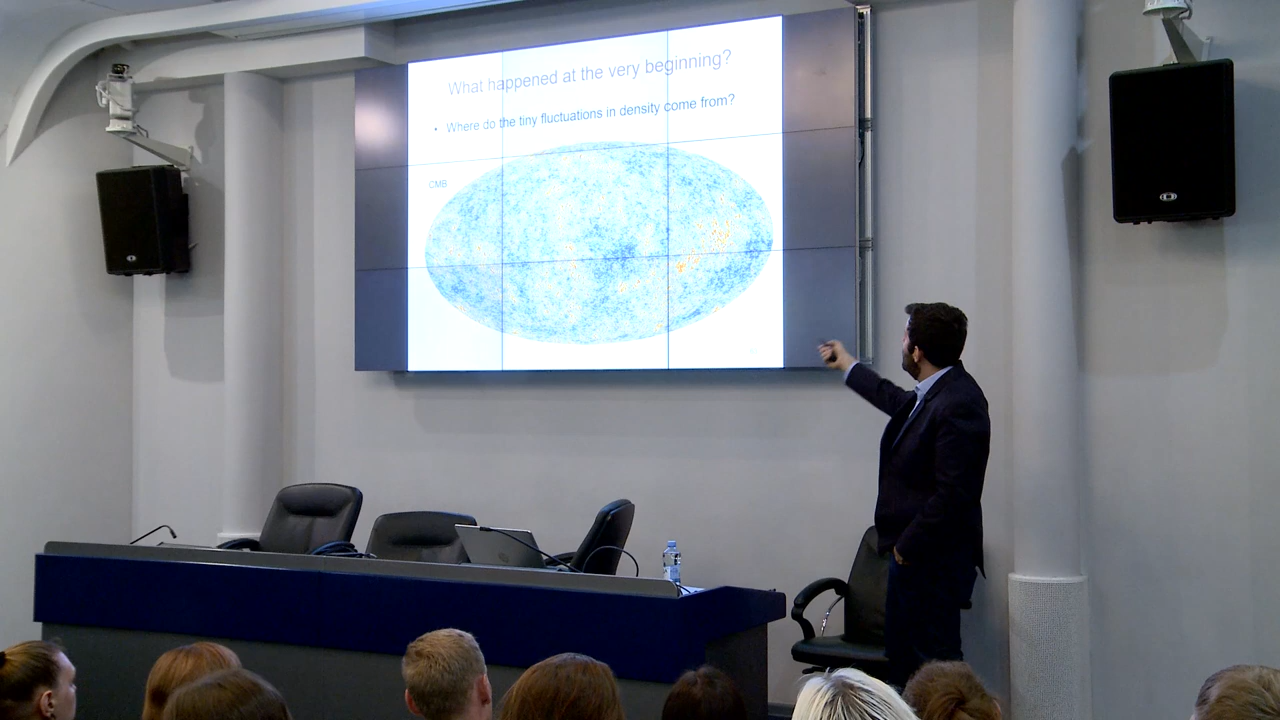 What happened at the very beginning?
• Where do the tiny fluctuations in density come from?
CMB